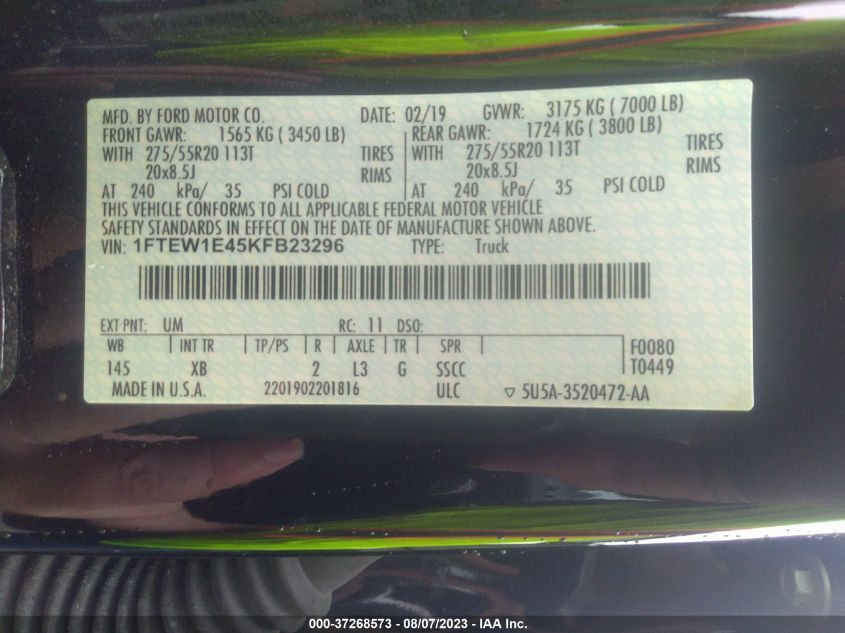 MFD. BY FORD MOTOR CO. DATE: 02/19 GVWR: 3175 KG ( 7000 LB)
FRONT GAWR: 1565 KG ( 3450 LB) REAR GAWR: 1724 KG ( 3800 LB)
WITH 275/55R20 113T TIRES WITH 275/55R20 113T TIRES
20x8.5J RIMS 20x8.5J RIMS
AT 240 kPa/ 35 PSI COLD AT 240 kPa/ 35 PSI COLD
THIS VEHICLE CONFORMS TO ALL APPLICABLE FEDERAL MOTOR VEHICLE
SAFETY STANDARDS IN EFFECT ON THE DATE OF MANUFACTURE SHOWN ABOVE.
VIN: 1FTEW1E45KFB23296 TYPE: Truck
EXT PNT: UM RC: 11 DSO:
WB INT TR TP/PS R AXLE TR SPR F0080
145 XB 2 L3 G SSCC T0449
MADE IN U.S.A. 2201902201816 ULC ▽ 5U5A-3520472-AA
000-37268573 - 08/07/2023 - IAA Inc.